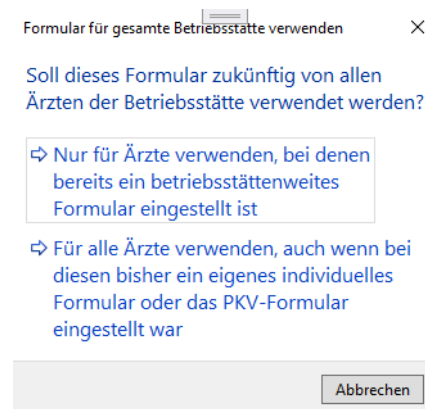 Formular für gesamte Betriebsstätte verwenden
Soll dieses Formular zukünftig von allen
Ärzten der Betriebsstätte verwendet werden?
Nur für Ärzte verwenden, bei denen
bereits ein betriebsstättenweites
Formular eingestellt ist
Für alle Ärzte verwenden, auch wenn bei
diesen bisher ein eigenes individuelles
Formular oder das PKV-Formular
eingestellt war
Abbrechen